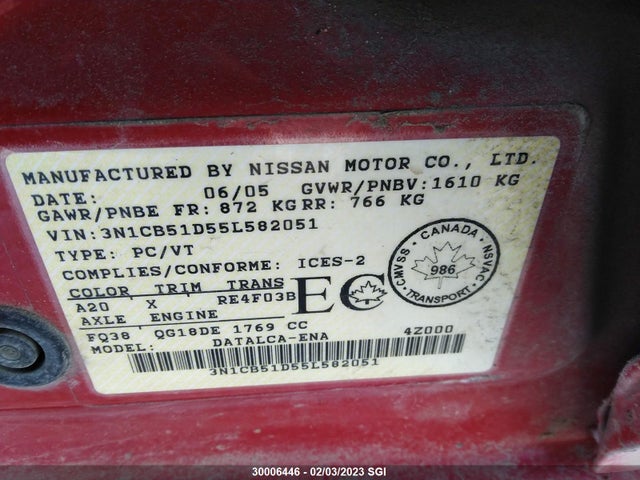 MANUFACTURED BY NISSAN MOTOR CO., LTD.
DATE: 06/05 GVWR/PNBV:1610 KG
GAWR/PNBE FR: 872 KG RR: 766 KG
VIN:3N1CB51D55L582051
TYPE: PC/VT
COMPLIES/CONFORME: ICES-2
COLOR TRIM TRANS
A20 X RE4F03B
AXLE ENGINE
FQ38 QG18DE 1769 CC
MODEL: DATALCA-ENA 4Z000
3N1CB51D55L582051
EC
CANADA
CMVSS
NSVAC
986
TRANSPORT
30006446 - 02/03/2023 SGI